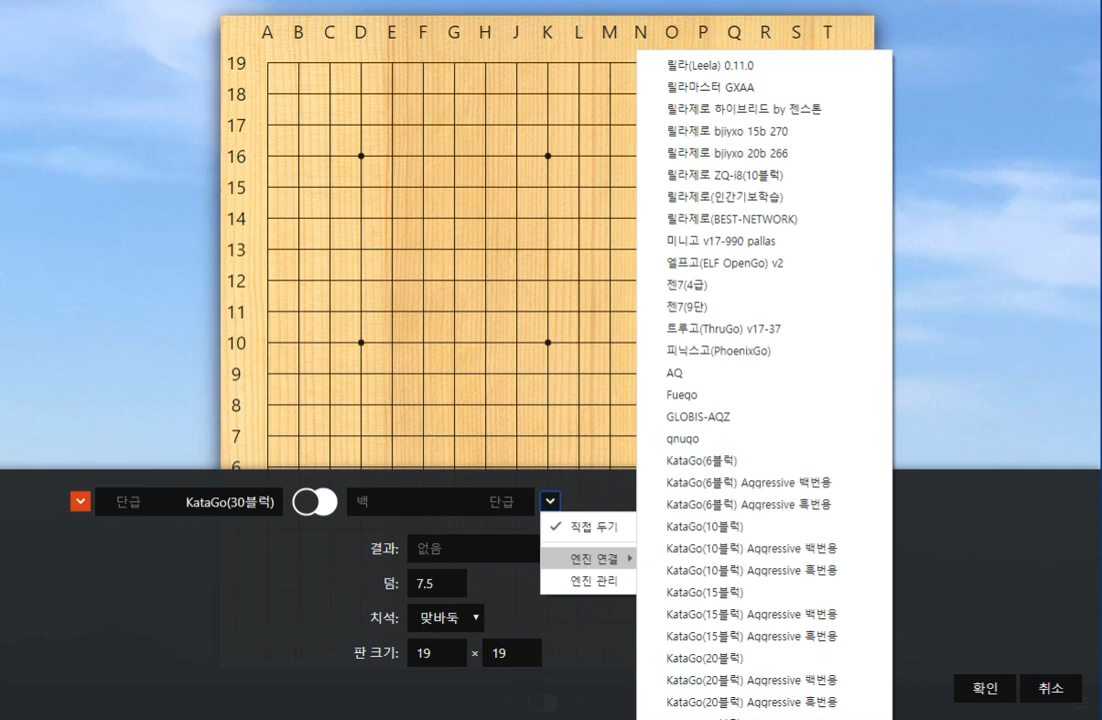 A B C D E F G H J K L M N O P Q R S T
19
18
17
16
15
14
13
12
11
10
9
8
7
6
릴라(Leela) 0.11.0
릴라마스터 GXAA
릴라제로 하이브리드 by 젠스톤
릴라제로 bjiyxo 15b 270
릴라제로 bjiyxo 20b 266
릴라제로 ZQ-i8(10블럭)
릴라제로(인간기보학습)
릴라제로(BEST-NETWORK)
미니고 v17-990 pallas
엘프고(ELF OpenGo) v2
젠7(4급)
젠7(9단)
트루고(ThruGo) v17-37
피닉스고(PhoenixGo)
AQ
Fuego
GLOBIS-AQZ
gnugo
KataGo(6블럭)
KataGo(6블럭) Aggressive 백번용
KataGo(6블럭) Aggressive 흑번용
KataGo(10블럭)
KataGo(10블럭) Aggressive 백번용
KataGo(10블럭) Aggressive 흑번용
KataGo(15블럭)
KataGo(15블럭) Aggressive 백번용
KataGo(15블럭) Aggressive 흑번용
KataGo(20블럭)
KataGo(20블럭) Aggressive 백번용
KataGo(20블럭) Aggressive 흑번용
단급 KataGo(30블럭) 백 단급
직접 두기
엔진 연결
엔진 관리
결과: 없음
덤: 7.5
치석: 맞바둑
판 크기: 19 × 19
확인 취소